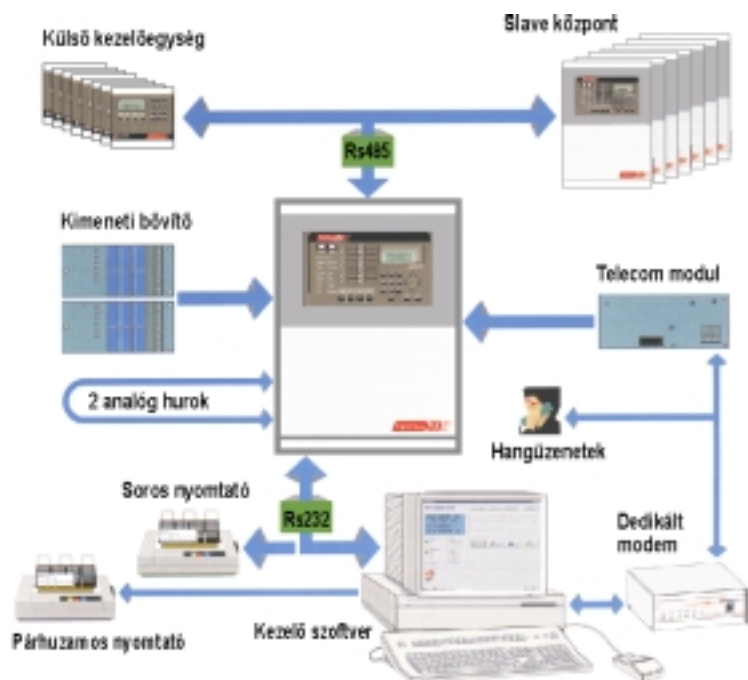 Külső kezelőegység
Slave központ
Rs485
Kimeneti bővítő
Telecom modul
2 analóg hurok
Hangüzenetek
Soros nyomtató
Rs232
Dedikált
modem
Párhuzamos nyomtató
Kezelő szoftver